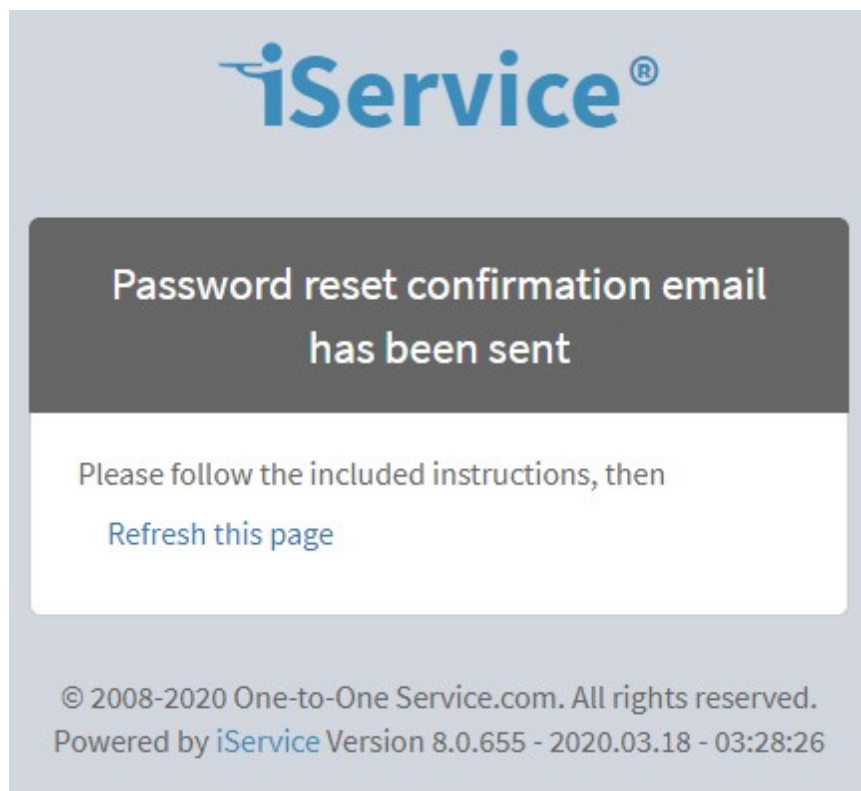 iService®
Password reset confirmation email
has been sent
Please follow the included instructions, then
Refresh this page
© 2008-2020 One-to-One Service.com. All rights reserved.
Powered by iService Version 8.0.655 - 2020.03.18 - 03:28:26